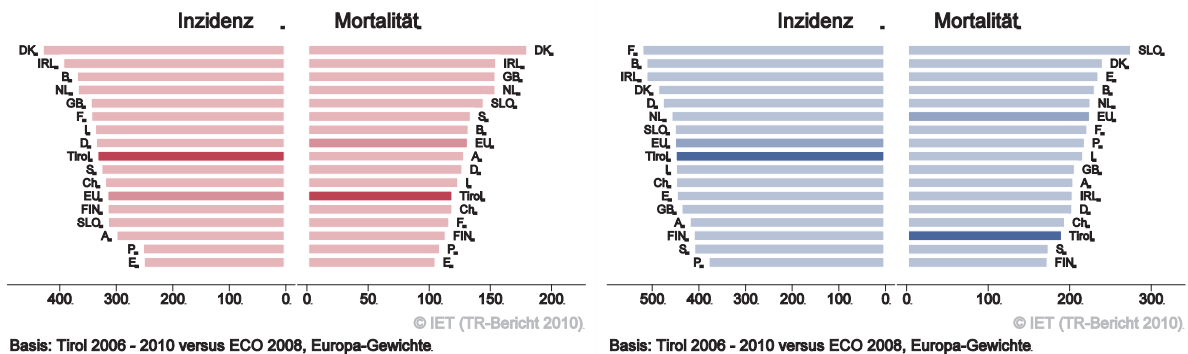 Inzidenz Mortalität
DK DK
IRL IRL
B GB
NL NL
GB SLO
F S
I B
D EU
Tirol A
S D
Ch I
EU Tirol
FIN Ch
SLO F
A FIN
P P
E E
400 300 200 100 0 0 50 100 150 200
© IET (TR-Bericht 2010)
Basis: Tirol 2006 - 2010 versus ECO 2008, Europa-Gewichte
Inzidenz Mortalität
F SLO
B DK
IRL E
DK B
D NL
NL EU
SLO F
EU P
Tirol I
I GB
Ch A
E IRL
GB D
A Ch
FIN Tirol
S S
P FIN
500 400 300 200 100 0 0 100 200 300
© IET (TR-Bericht 2010)
Basis: Tirol 2006 - 2010 versus ECO 2008, Europa-Gewichte